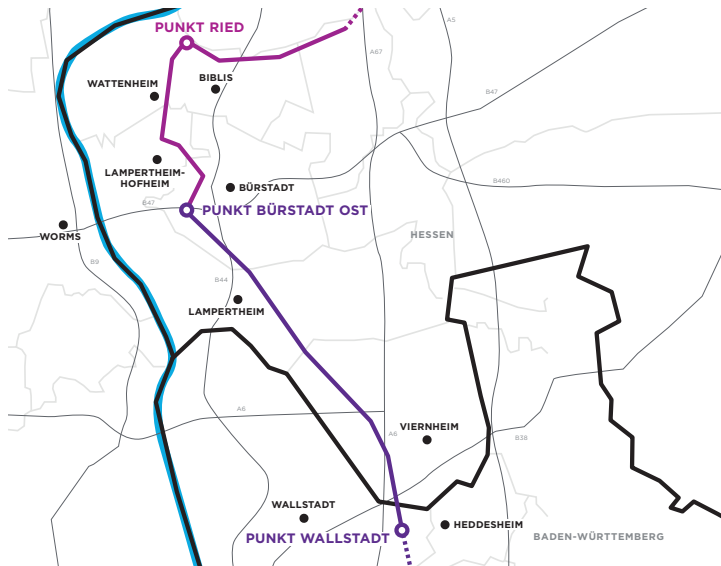 A5
PUNKT RIED
A67
BIBLIS
WATTENHEIM
B47
LAMPERTHEIM-
HOFHEIM
BÜRSTADT
B460
B47
PUNKT BÜRSTADT OST
WORMS
HESSEN
B9
B44
LAMPERTHEIM
A6
VIERNHEIM
A6
B38
WALLSTADT
HEDDESHEIM
PUNKT WALLSTADT
BADEN-WÜRTTEMBERG